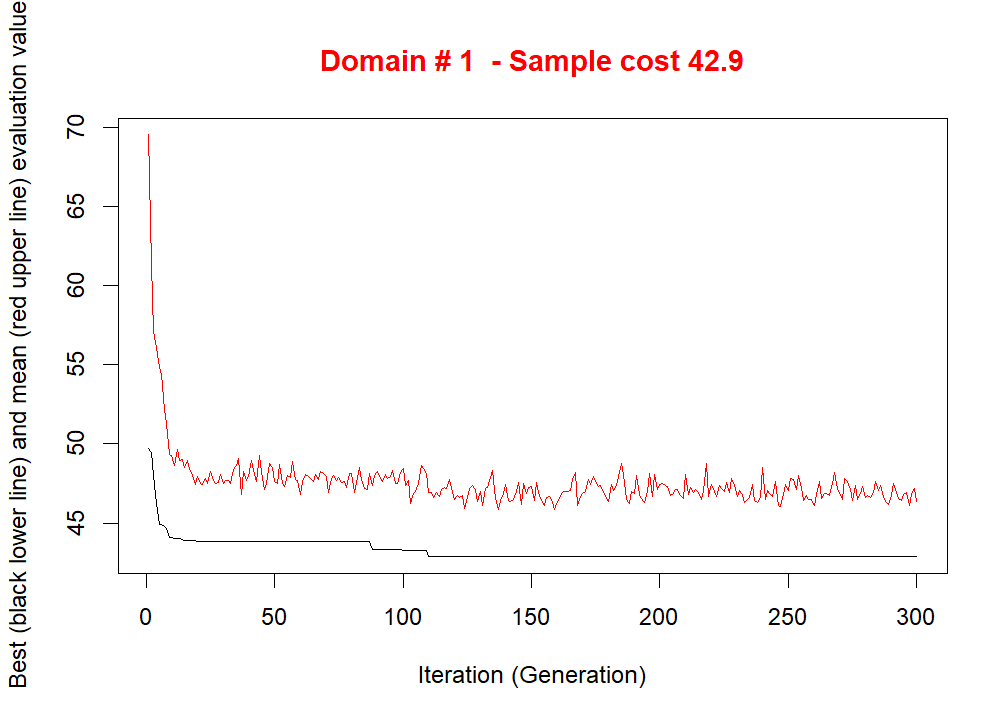 Domain # 1  - Sample cost 42.9
Best (black lower line) and mean (red upper line) evaluation value
70
65
60
55
50
45
0 50 100 150 200 250 300
Iteration (Generation)